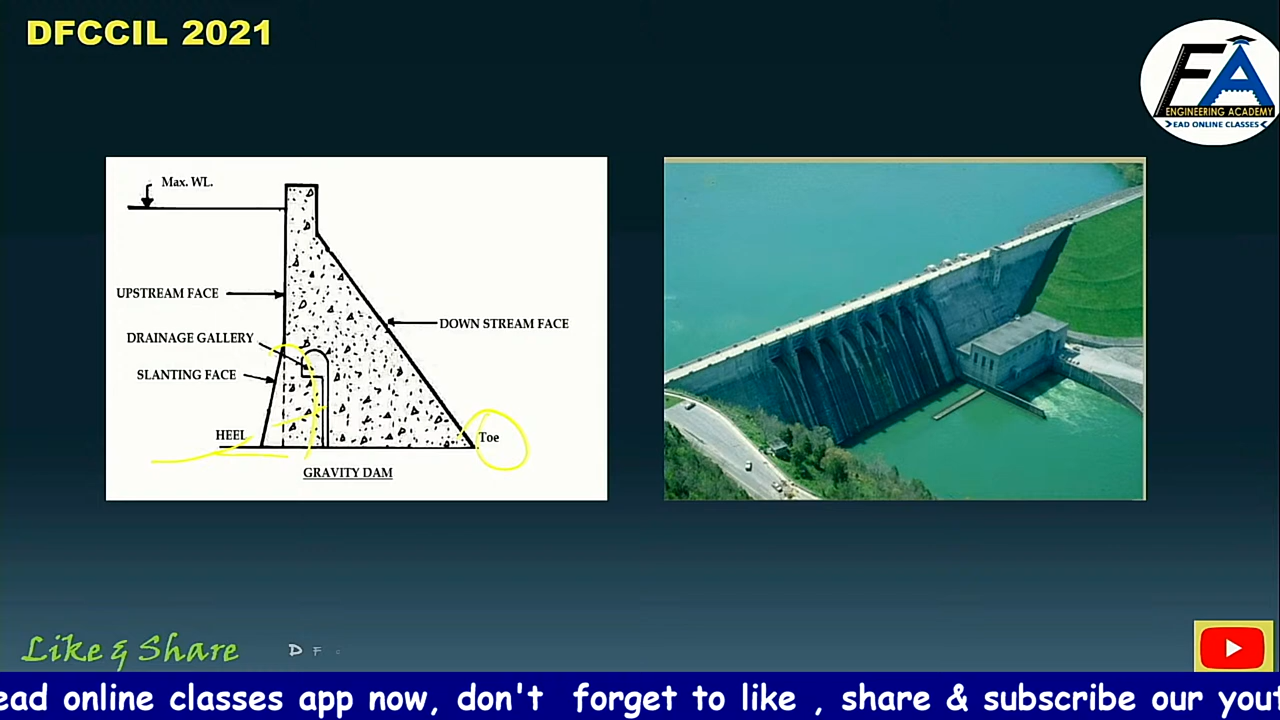 DFCCIL 2021
EA
ENGINEERING ACADEMY
EAD ONLINE CLASSES
Max. WL.
UPSTREAM FACE
DOWN STREAM FACE
DRAINAGE GALLERY
SLANTING FACE
HEEL
Toe
GRAVITY DAM
Like & Share
D F C
ead online classes app now, don't forget to like , share & subscribe our yout